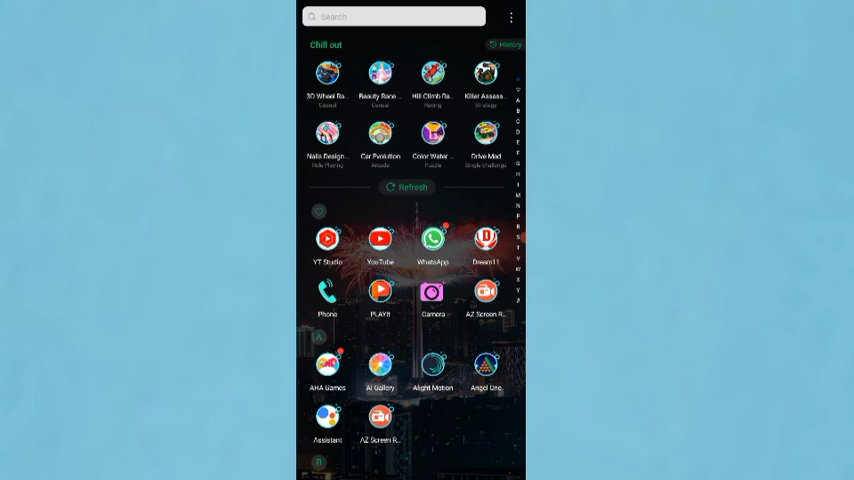 Search
Chill out
History
3D Wheel Ra...
Beauty Race ...
Hill Climb Ra...
Killer Assass...
Casual
Casual
Racing
Strategy
Nails Design...
Car Evolution
Color Water ...
Drive Mad
Role Playing
Arcade
Puzzle
Single challenge
Refresh
YT Studio
YouTube
WhatsApp
Dream11
Phone
PLAYit
Camera
AZ Screen R...
A
AHA Games
AI Gallery
Alight Motion
Angel One
Assistant
AZ Screen R...
A
B
C
D
E
F
G
H
I
M
N
P
R
S
T
V
W
X
Y